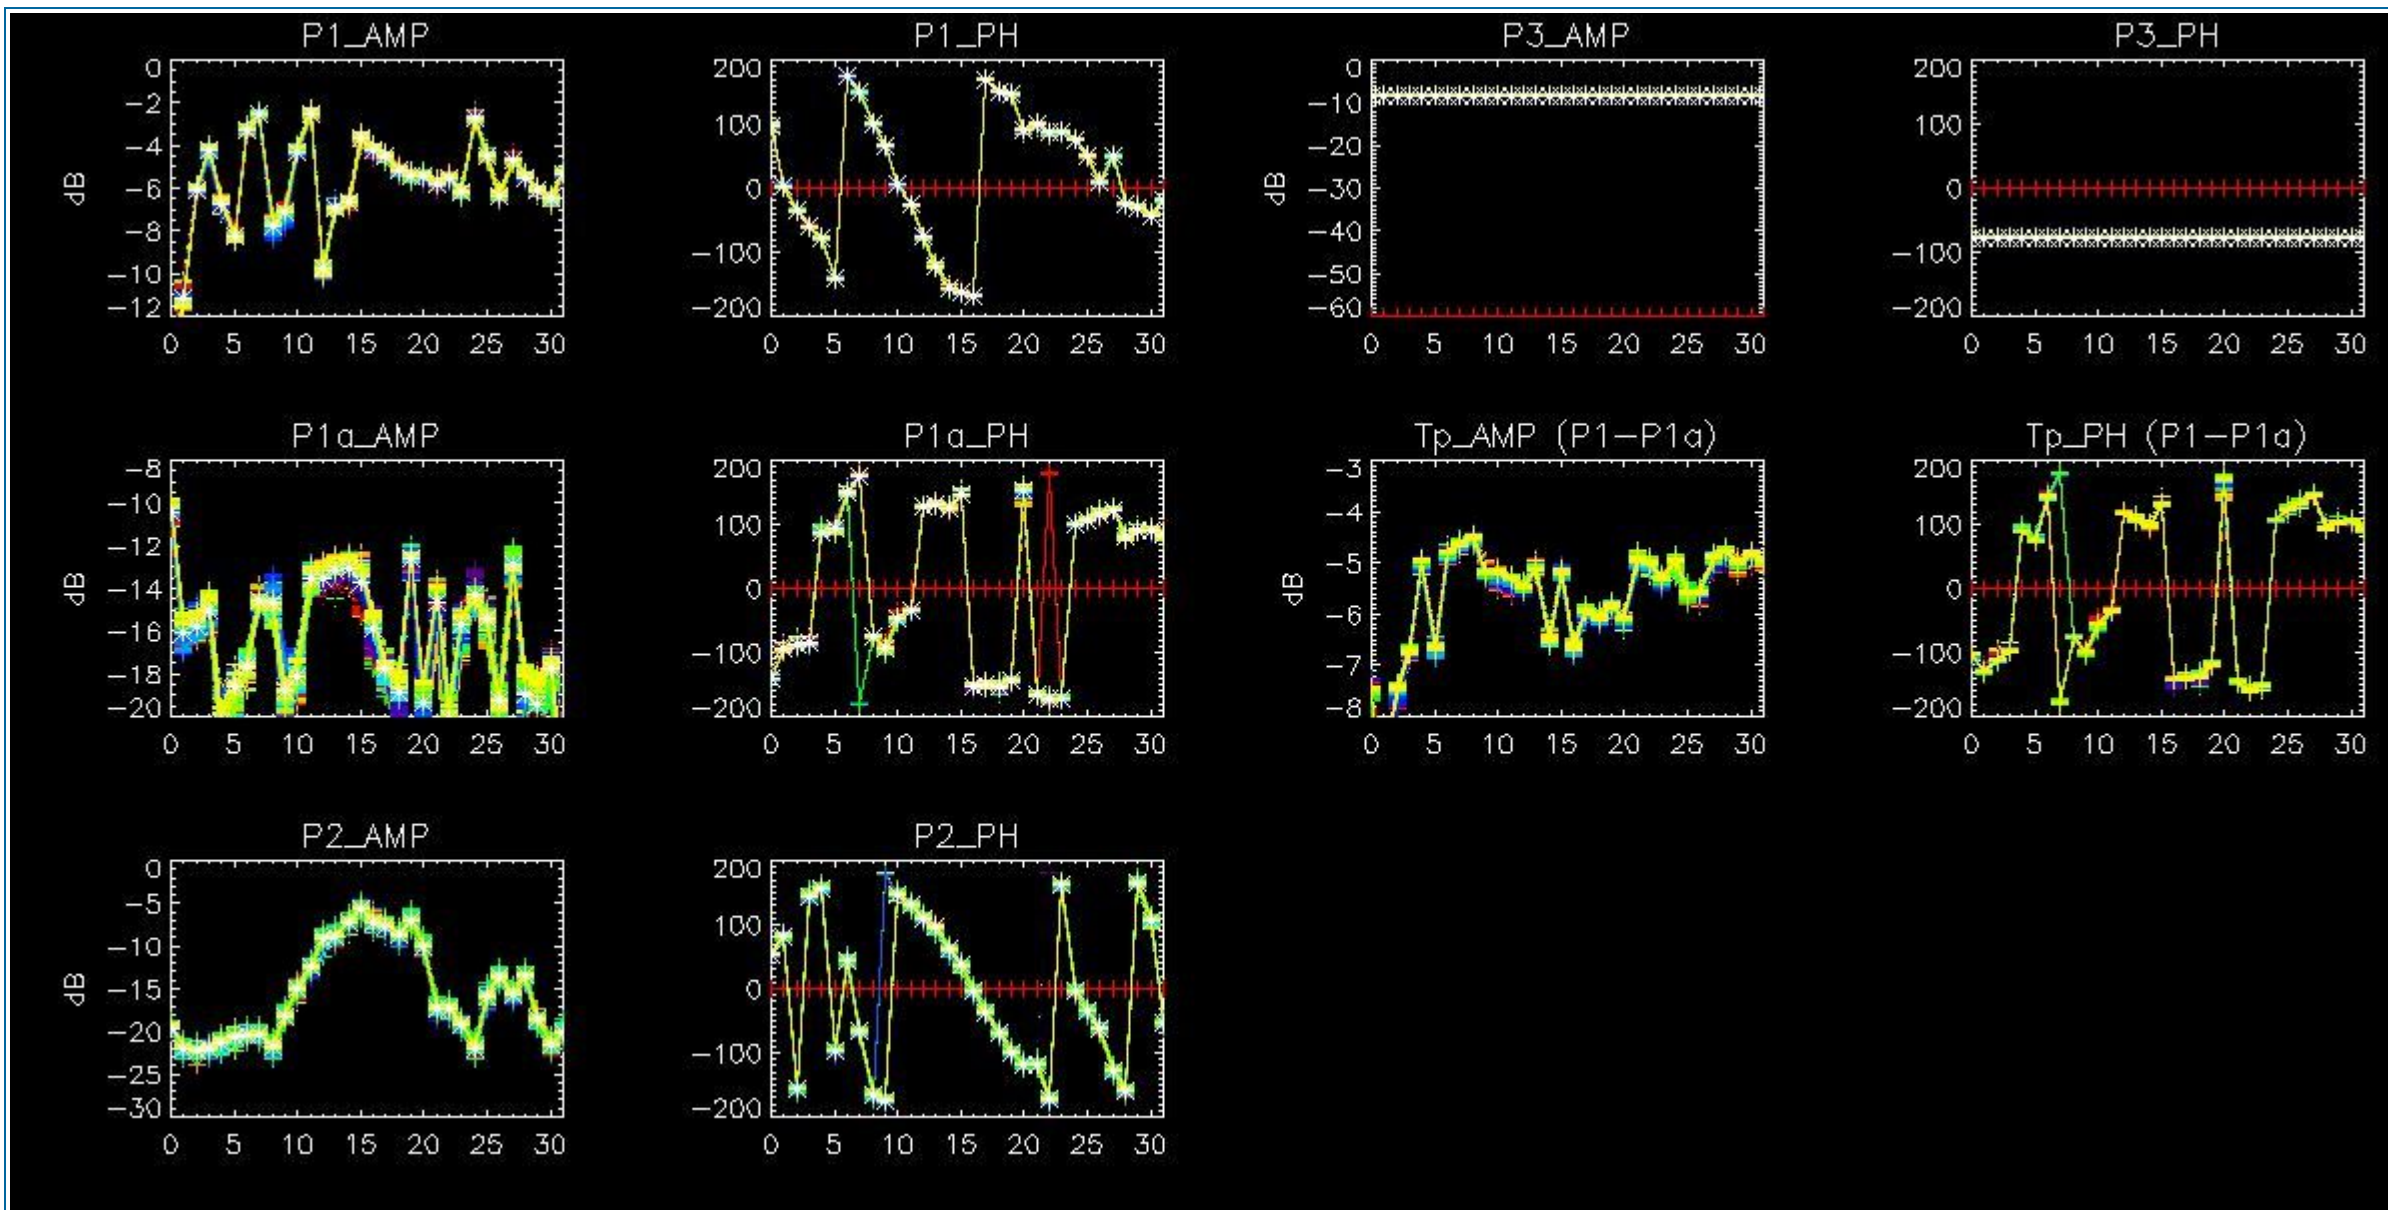 P1_AMP
0
−2
−4
−6
−8
−10
−12
dB
0 5 10 15 20 25 30
P1_PH
200
100
0
−100
−200
0 5 10 15 20 25 30
P3_AMP
0
−10
−20
−30
−40
−50
−60
dB
0 5 10 15 20 25 30
P3_PH
200
100
0
−100
−200
0 5 10 15 20 25 30
P1a_AMP
−8
−10
−12
−14
−16
−18
−20
dB
0 5 10 15 20 25 30
P1a_PH
200
100
0
−100
−200
0 5 10 15 20 25 30
Tp_AMP (P1−P1a)
−3
−4
−5
−6
−7
−8
dB
0 5 10 15 20 25 30
Tp_PH (P1−P1a)
200
100
0
−100
−200
0 5 10 15 20 25 30
P2_AMP
0
−5
−10
−15
−20
−25
−30
dB
0 5 10 15 20 25 30
P2_PH
200
100
0
−100
−200
0 5 10 15 20 25 30